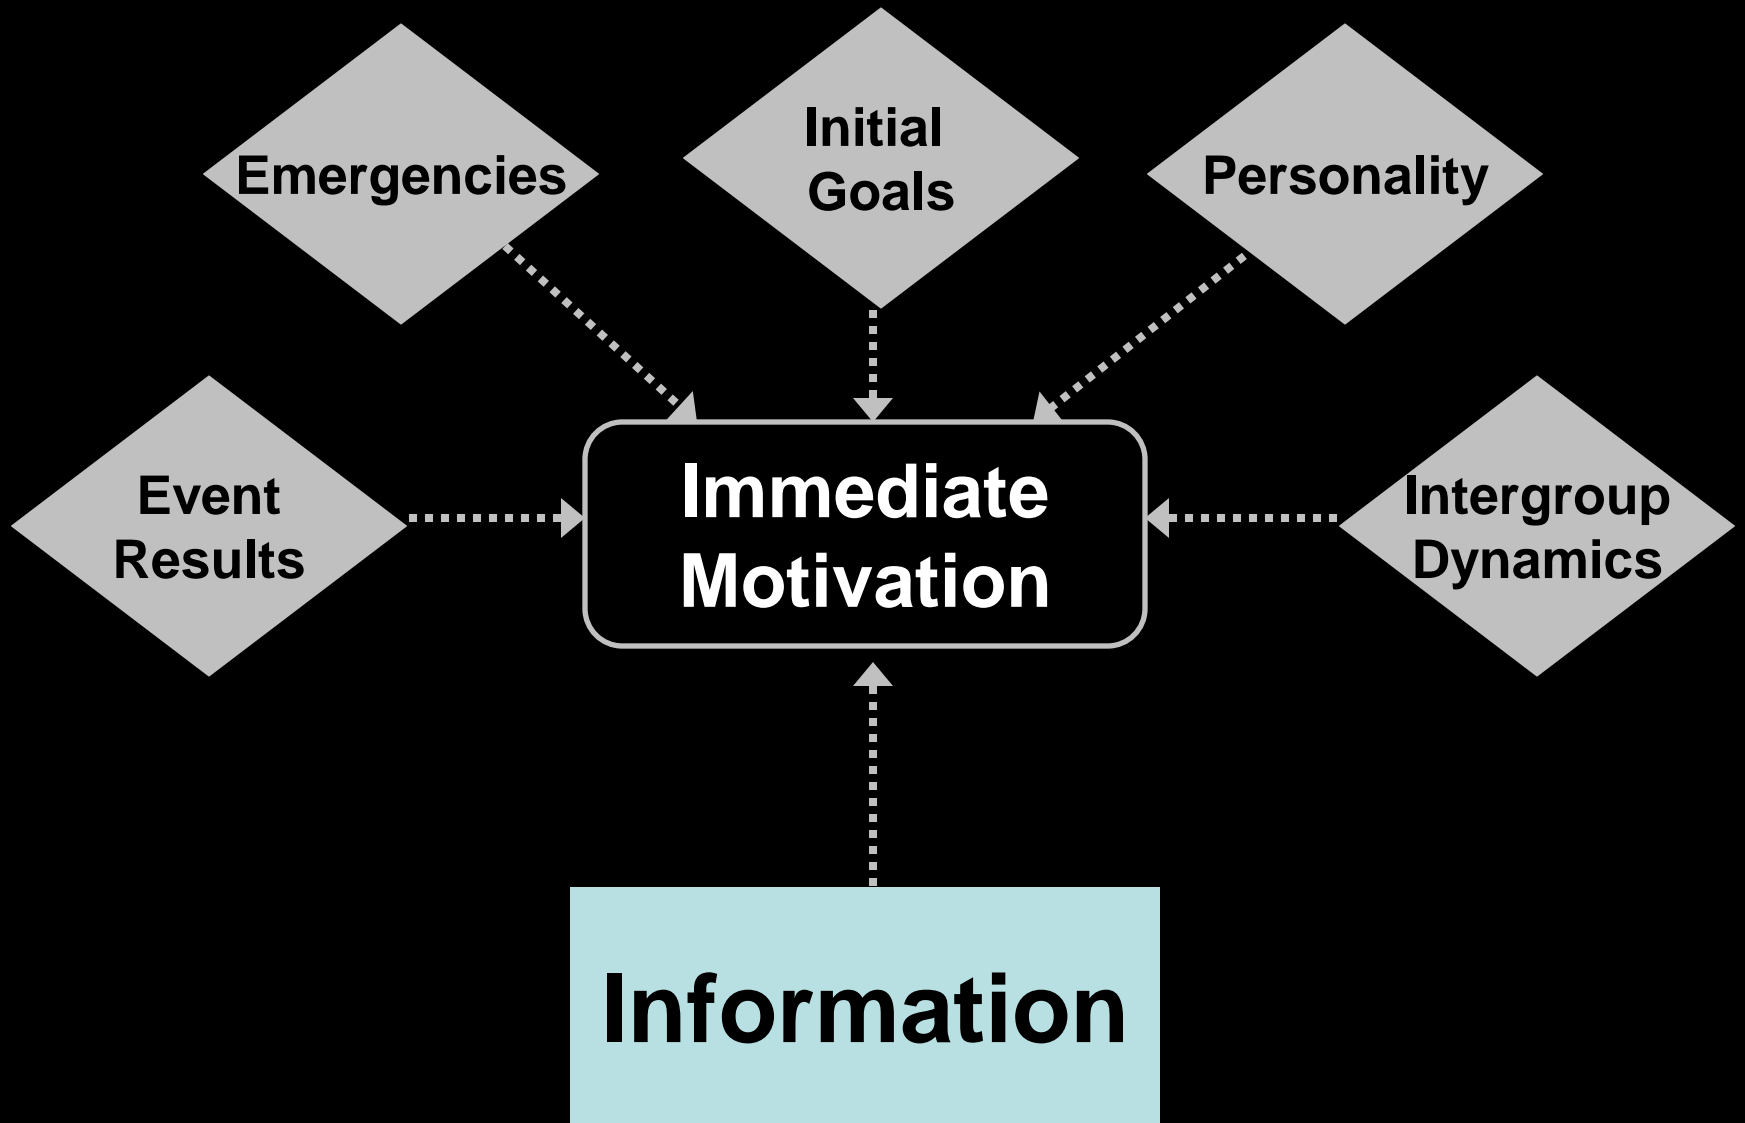 Emergencies
Initial
Goals
Personality
Event
Results
Immediate
Motivation
Intergroup
Dynamics
Information